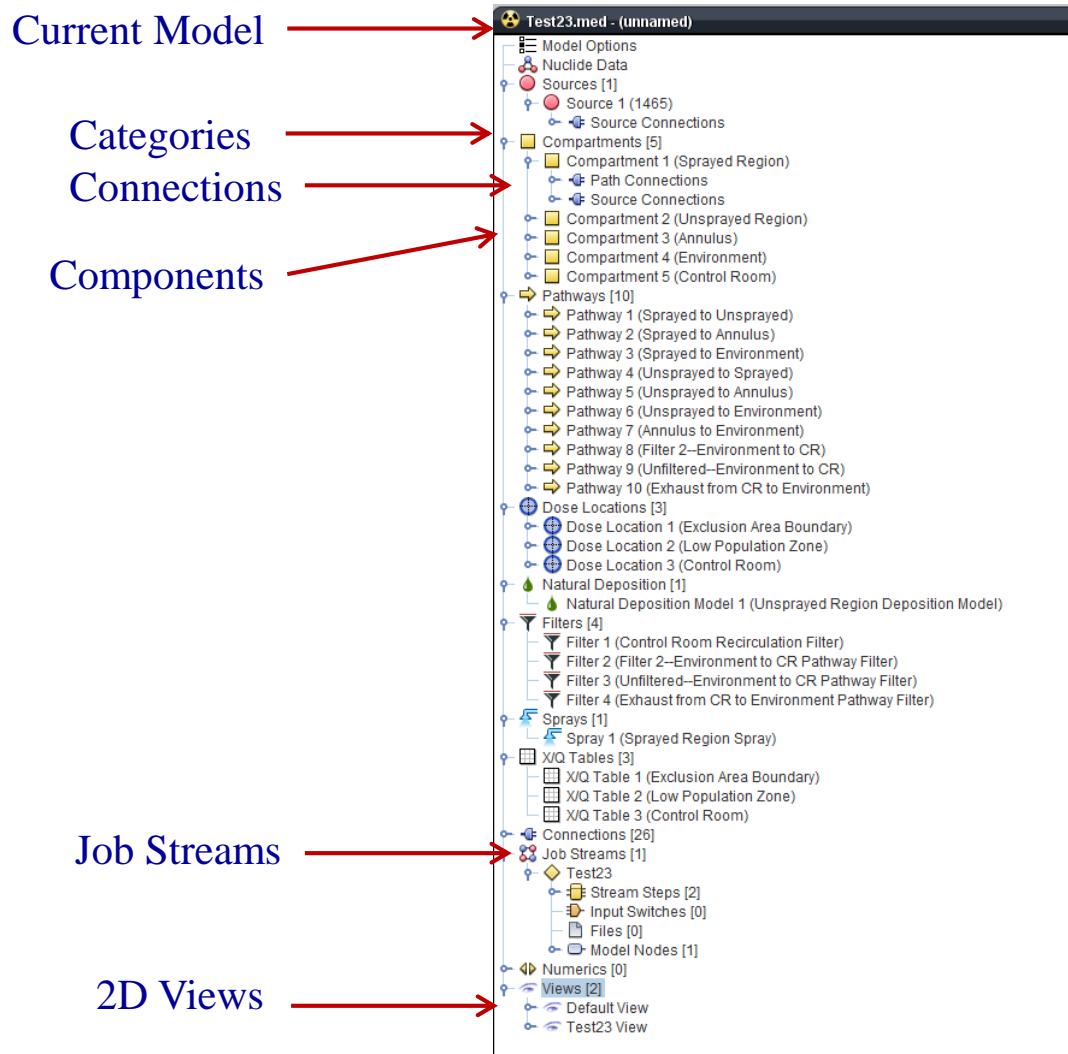 Current Model
Test23.med - (unnamed)
Model Options
Nuclide Data
Sources [1]
Source 1 (1465)
Source Connections
Categories
Compartments [5]
Compartment 1 (Sprayed Region)
Connections
Path Connections
Source Connections
Compartment 2 (Unsprayed Region)
Compartment 3 (Annulus)
Components
Compartment 4 (Environment)
Compartment 5 (Control Room)
Pathways [10]
Pathway 1 (Sprayed to Unsprayed)
Pathway 2 (Sprayed to Annulus)
Pathway 3 (Sprayed to Environment)
Pathway 4 (Unsprayed to Sprayed)
Pathway 5 (Unsprayed to Annulus)
Pathway 6 (Unsprayed to Environment)
Pathway 7 (Annulus to Environment)
Pathway 8 (Filter 2--Environment to CR)
Pathway 9 (Unfiltered--Environment to CR)
Pathway 10 (Exhaust from CR to Environment)
Dose Locations [3]
Dose Location 1 (Exclusion Area Boundary)
Dose Location 2 (Low Population Zone)
Dose Location 3 (Control Room)
Natural Deposition [1]
Natural Deposition Model 1 (Unsprayed Region Deposition Model)
Filters [4]
Filter 1 (Control Room Recirculation Filter)
Filter 2 (Filter 2--Environment to CR Pathway Filter)
Filter 3 (Unfiltered--Environment to CR Pathway Filter)
Filter 4 (Exhaust from CR to Environment Pathway Filter)
Sprays [1]
Spray 1 (Sprayed Region Spray)
X/Q Tables [3]
X/Q Table 1 (Exclusion Area Boundary)
X/Q Table 2 (Low Population Zone)
X/Q Table 3 (Control Room)
Connections [26]
Job Streams
Job Streams [1]
Test23
Stream Steps [2]
Input Switches [0]
Files [0]
Model Nodes [1]
Numerics [0]
2D Views
Views [2]
Default View
Test23 View